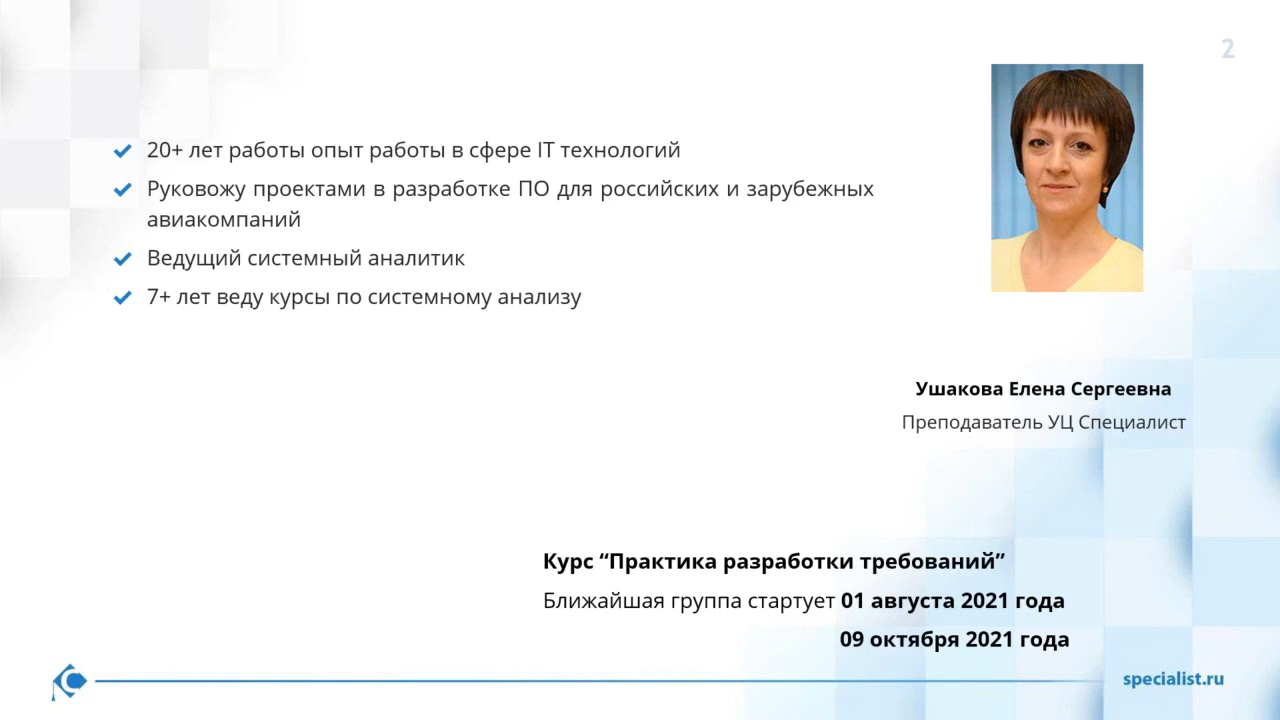 2
20+ лет работы опыт работы в сфере IT технологий
Руковожу проектами в разработке ПО для российских и зарубежных
авиакомпаний
Ведущий системный аналитик
7+ лет веду курсы по системному анализу
Ушакова Елена Сергеевна
Преподаватель УЦ Специалист
Курс “Практика разработки требований”
Ближайшая группа стартует 01 августа 2021 года
09 октября 2021 года
specialist.ru